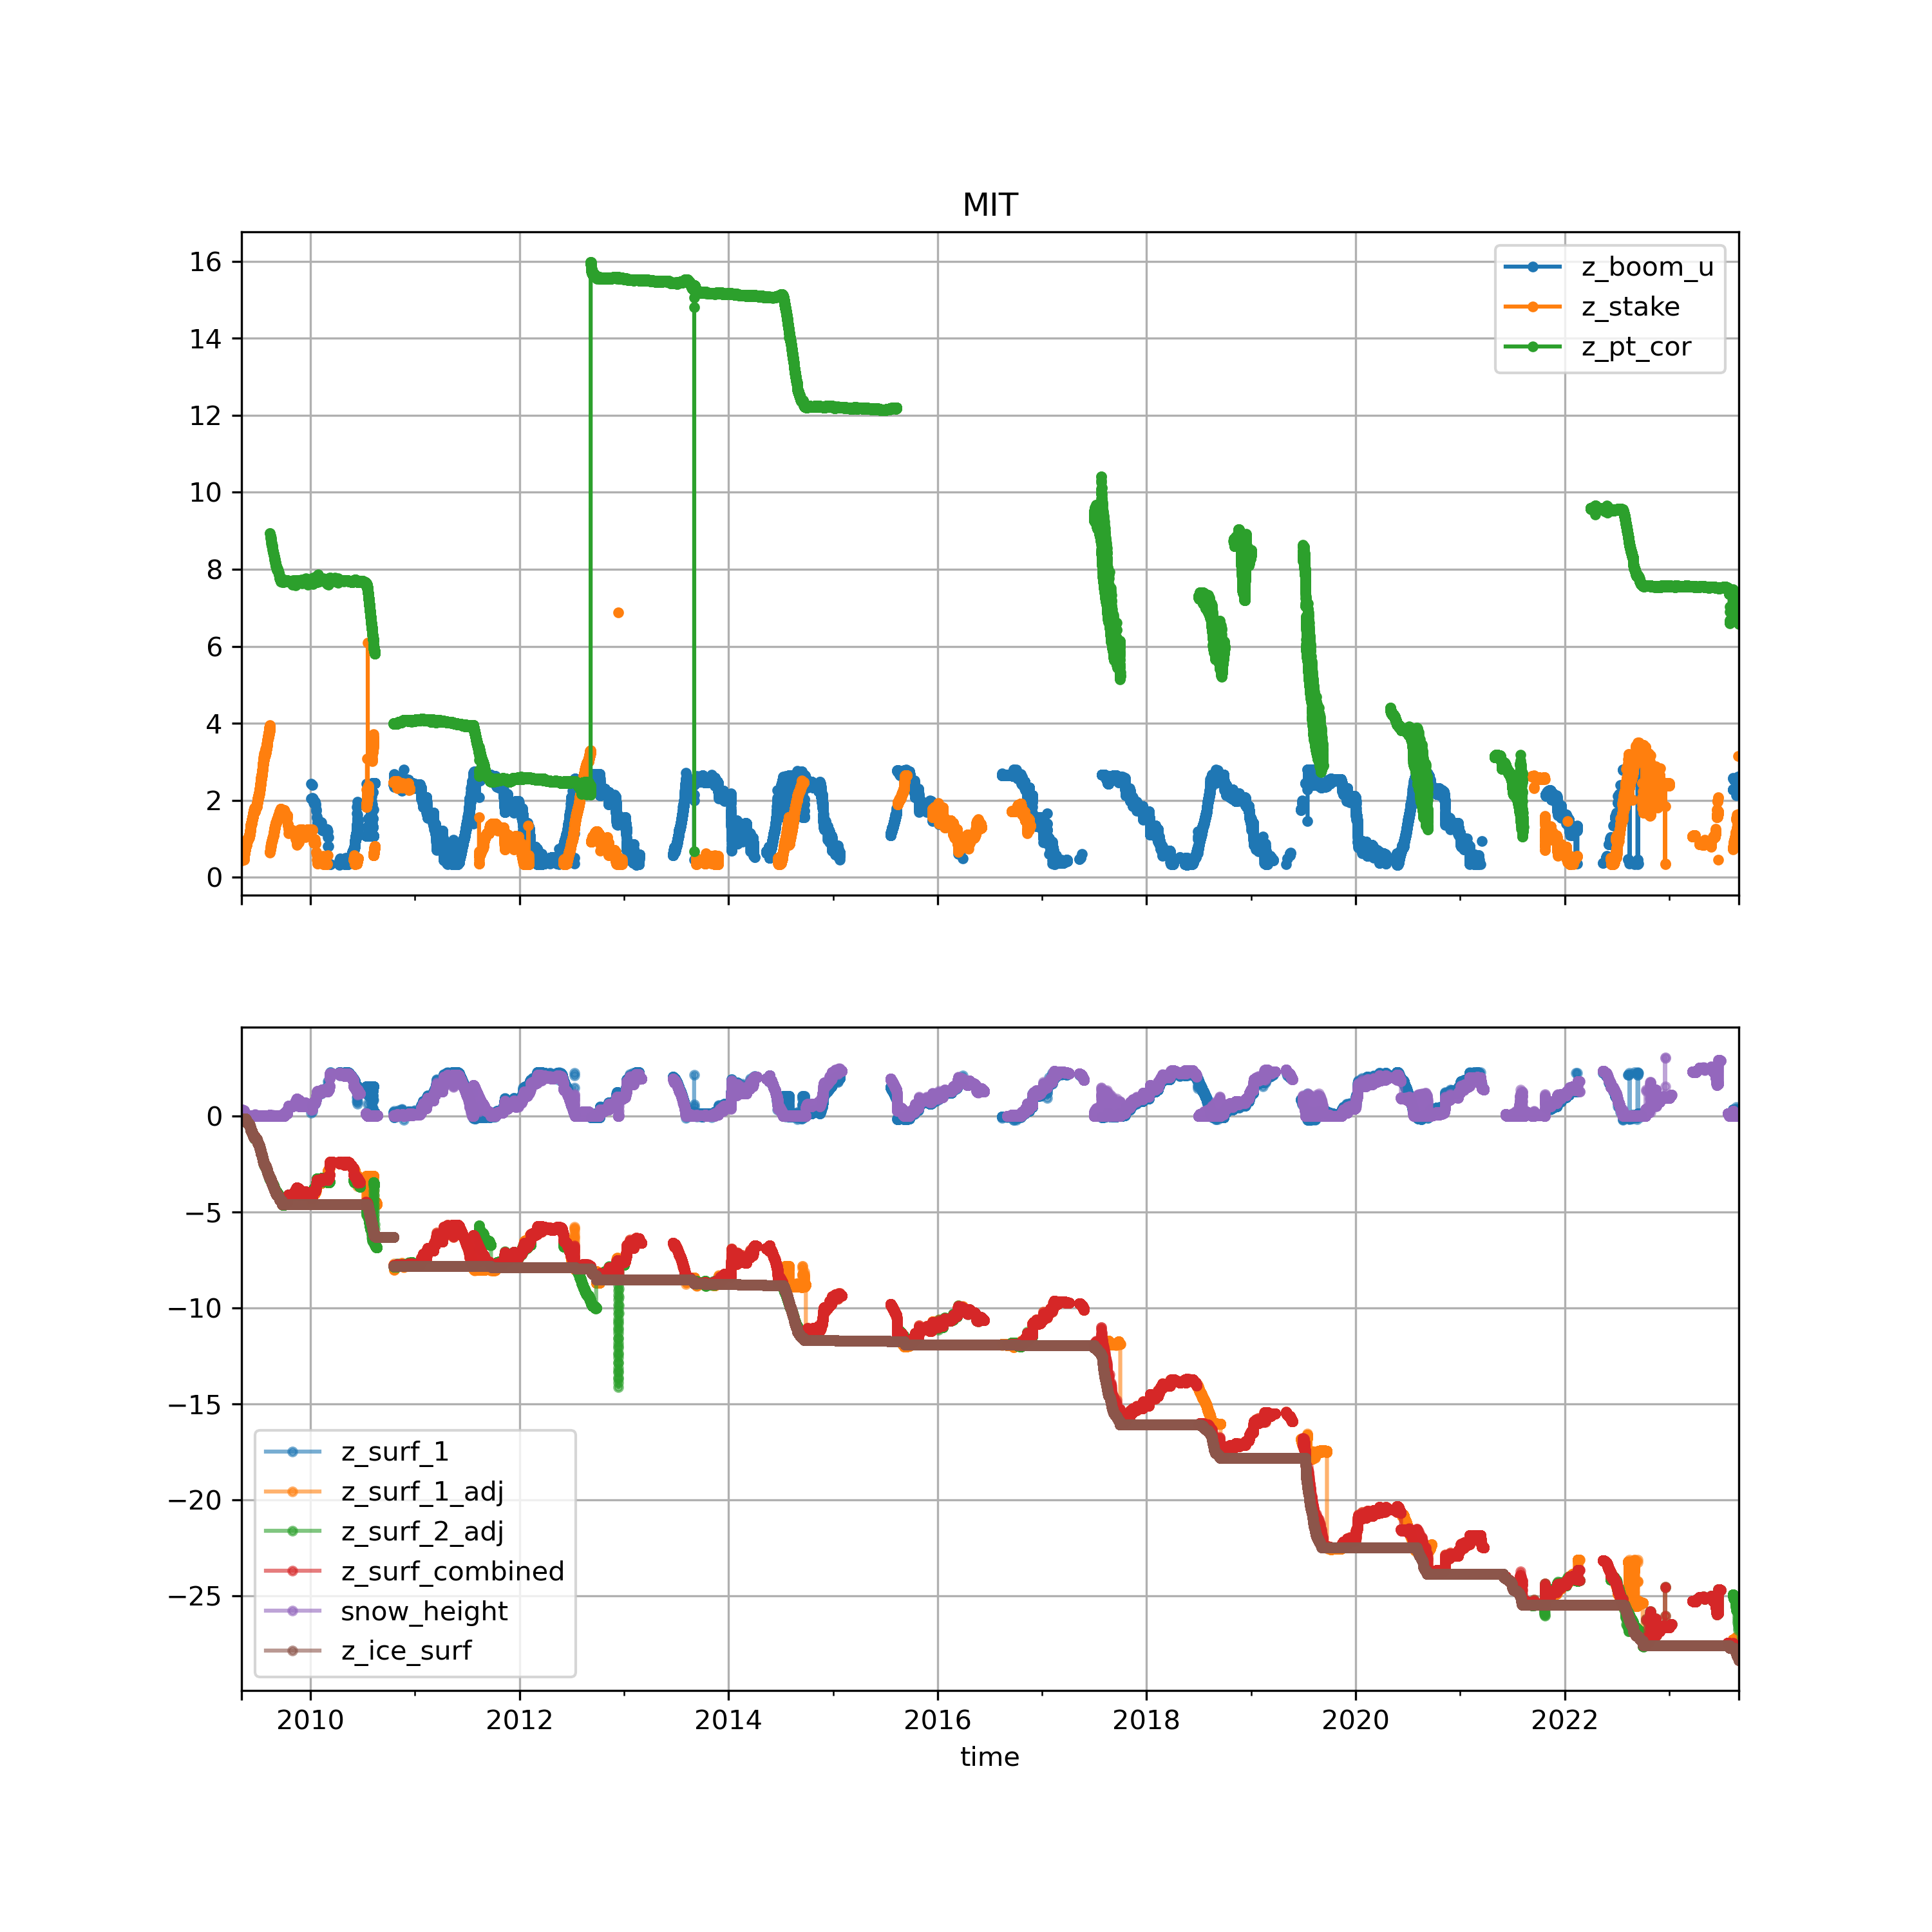 MIT
16
14
12
10
8
6
4
2
0
z_boom_u
z_stake
z_pt_cor
0
−5
−10
−15
−20
−25
z_surf_1
z_surf_1_adj
z_surf_2_adj
z_surf_combined
snow_height
z_ice_surf
2010 2012 2014 2016 2018 2020 2022
time